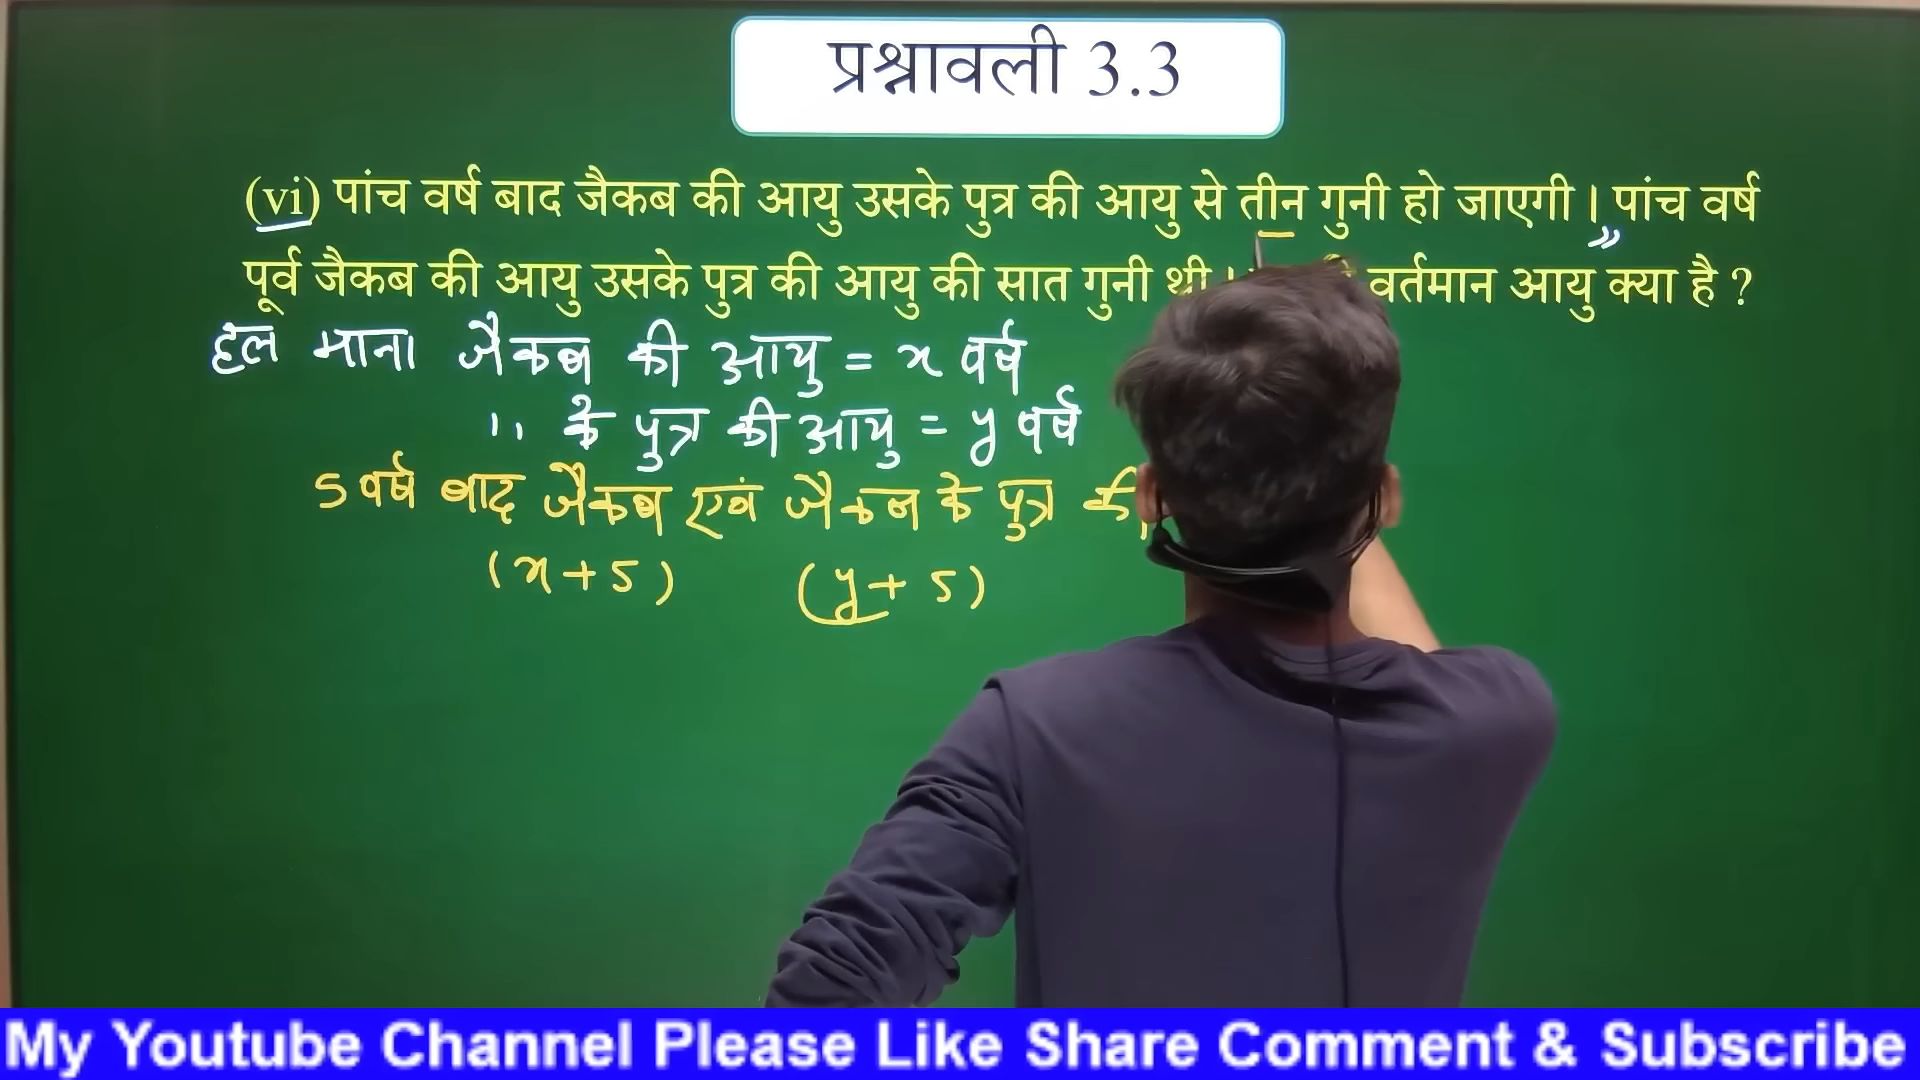 प्रश्नावली 3.3
(vi) पांच वर्ष बाद जैकब की आयु उसके पुत्र की आयु से तीन गुनी हो जाएगी। पांच वर्ष
पूर्व जैकब की आयु उसके पुत्र की आयु की सात गुनी थी। वर्तमान आयु क्या है ?
हल माना जैकब की आयु = x वर्ष
" के पुत्र की आयु = y वर्ष
5 वर्ष बाद जैकब एवं जैकब के पुत्र की
(x + 5) (y + 5)
My Youtube Channel Please Like Share Comment & Subscribe